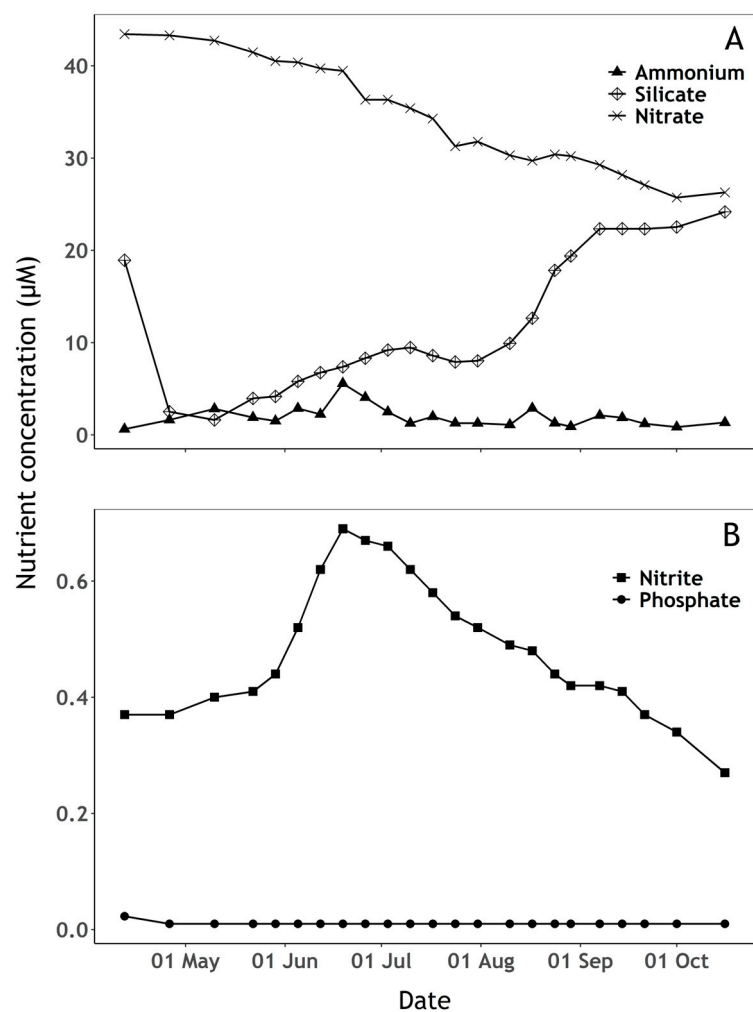 A
Ammonium
Silicate
Nitrate
40
30
20
10
0
Nutrient concentration (µM)
B
Nitrite
Phosphate
0.6
0.4
0.2
0.0
01 May 01 Jun 01 Jul 01 Aug 01 Sep 01 Oct
Date